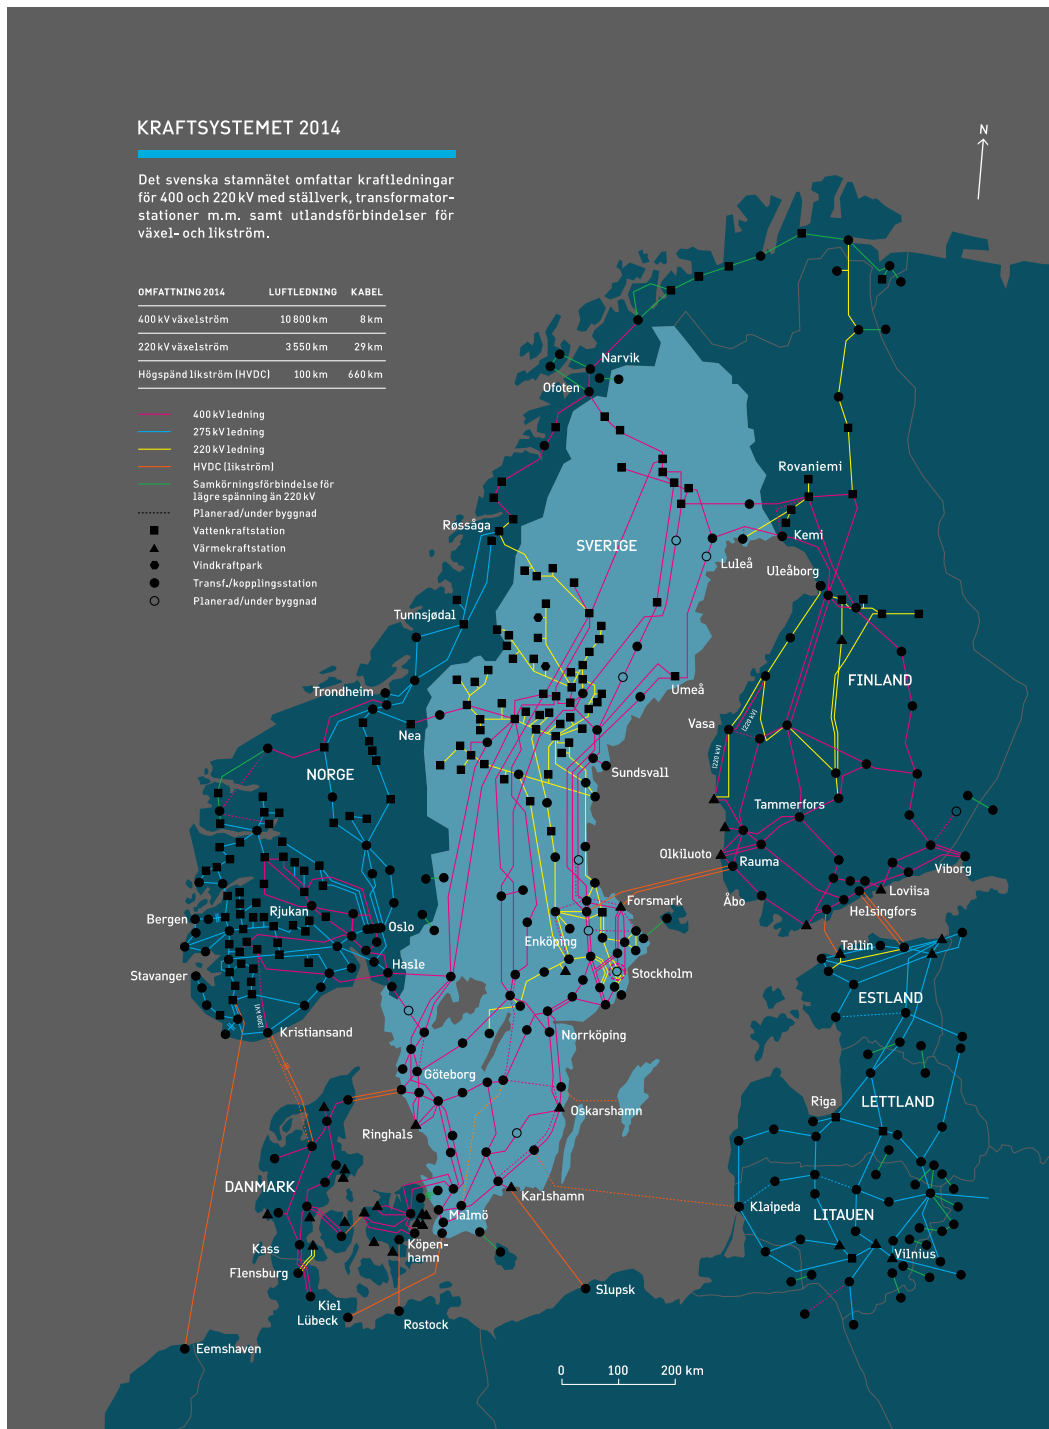 KRAFTSYSTEMET 2014
N
Det svenska stamnätet omfattar kraftledningar
för 400 och 220 kV med ställverk, transformator-
stationer m.m. samt utlandsförbindelser för
växel- och likström.
OMFATTNING 2014 LUFTLEDNING KABEL
400 kV växelström 10 800 km 8 km
220 kV växelström 3 550 km 29 km
Högspänd likström (HVDC) 100 km 660 km
400 kV ledning
275 kV ledning
220 kV ledning
HVDC (likström)
Samkörningsförbindelse för
lägre spänning än 220 kV
Planerad/under byggnad
Vattenkraftstation
Värmekraftstation
Vindkraftpark
Transf./kopplingsstation
Planerad/under byggnad
Narvik
Ofoten
Rovaniemi
Røssåga
Kemi
SVERIGE
Luleå
Uleåborg
Tunnsjødal
FINLAND
Umeå
Trondheim
Vasa
(220 kV)
Nea
(220 kV)
Sundsvall
NORGE
Tammerfors
Olkiluoto
Rauma
Viborg
Loviisa
Åbo
Forsmark
Rjukan
Helsingfors
Bergen
Oslo
Enköping
Tallin
Hasle
Stockholm
Stavanger
ESTLAND
(300 kV)
Kristiansand
Norrköping
Göteborg
Riga
LETTLAND
Oskarshamn
Ringhals
DANMARK
Karlshamn
Klaipeda
LITAUEN
Malmö
Kass
Köpen-
hamn
Vilnius
Flensburg
Slupsk
Kiel
Lübeck
Rostock
Eemshaven
0 100 200 km